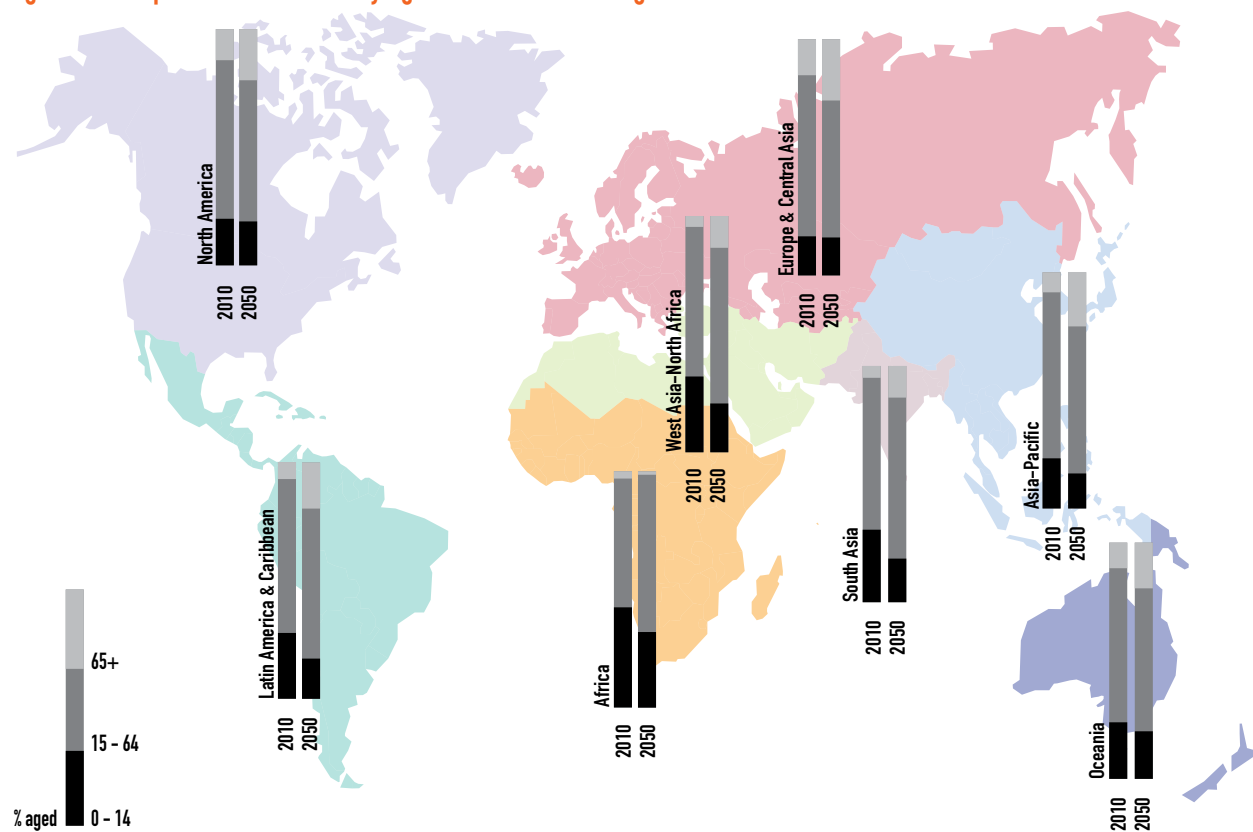 North America
2010
2050
Europe & Central Asia
2010
2050
West Asia–North Africa
2010
2050
Asia–Pacific
2010
2050
South Asia
2010
2050
Latin America & Caribbean
2010
2050
Africa
2010
2050
Oceania
2010
2050
65+
15 - 64
% aged 0 - 14